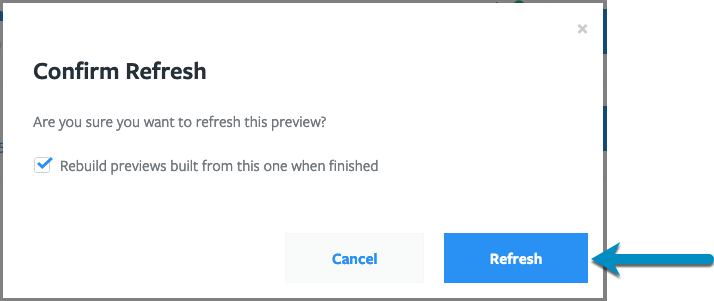 ×
Confirm Refresh
Are you sure you want to refresh this preview?
Rebuild previews built from this one when finished
Cancel Refresh